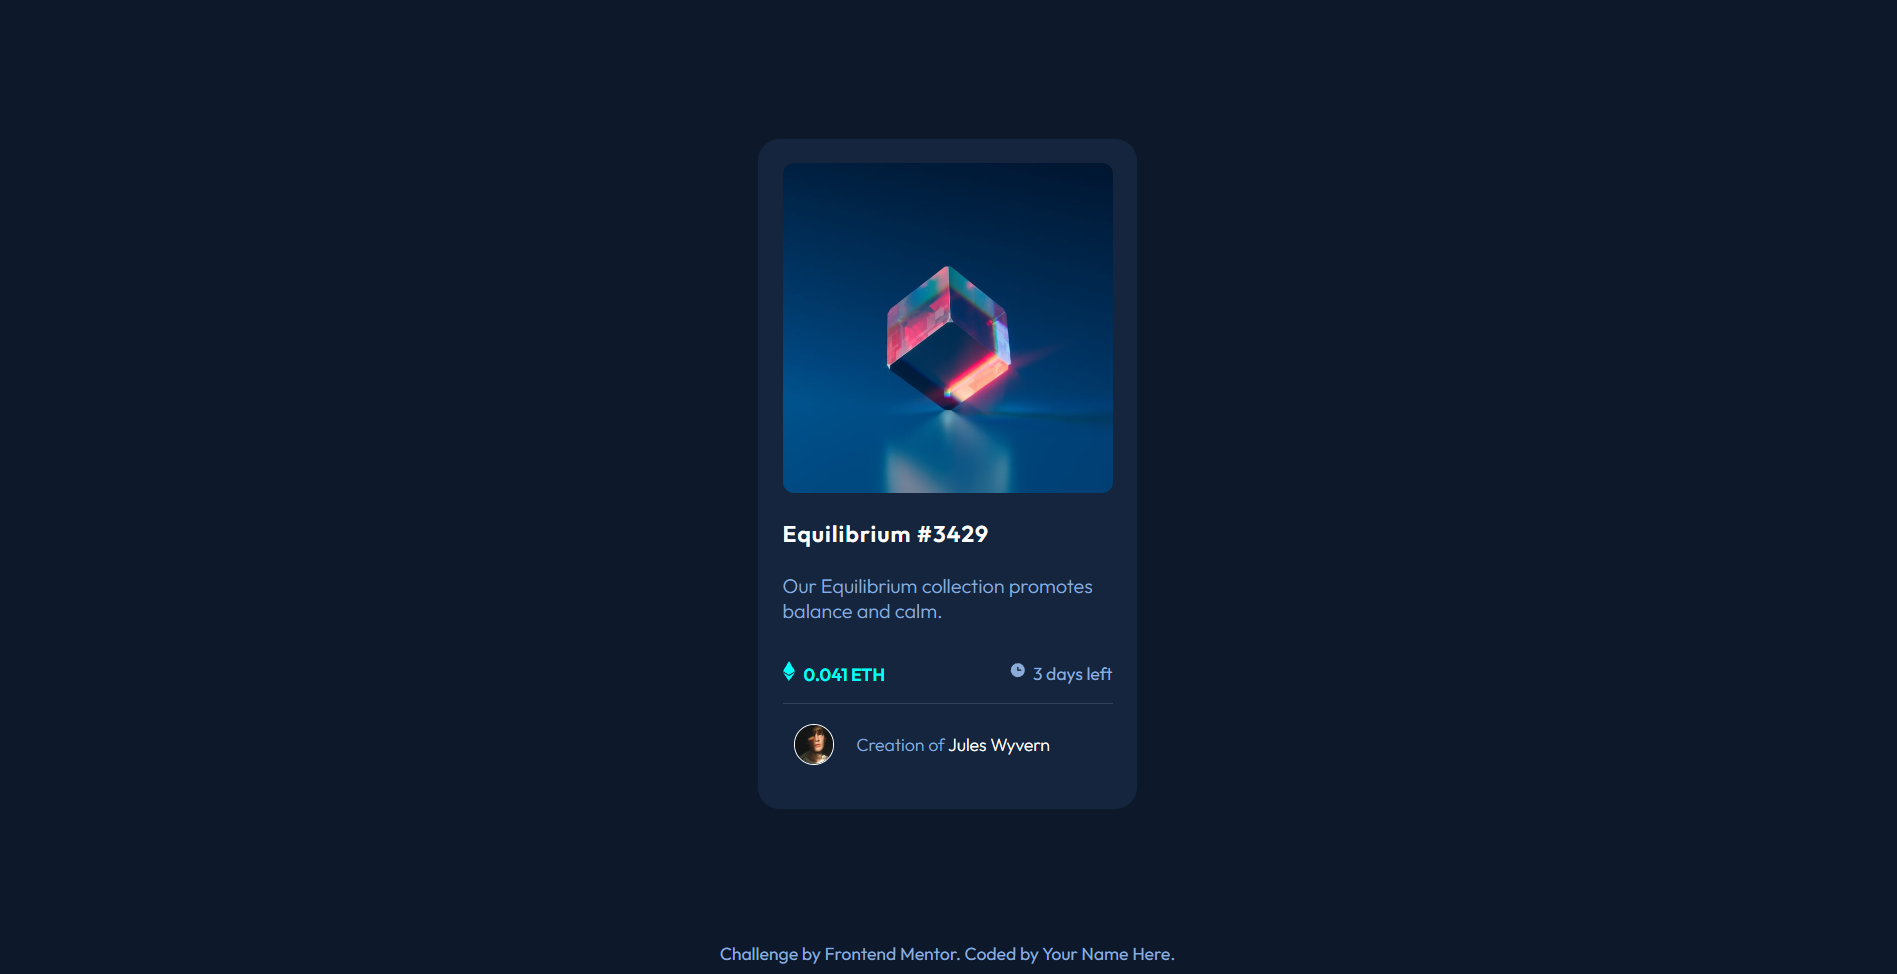 Equilibrium #3429
Our Equilibrium collection promotes
balance and calm.
0.041 ETH
3 days left
Creation of Jules Wyvern
Challenge by Frontend Mentor. Coded by Your Name Here.